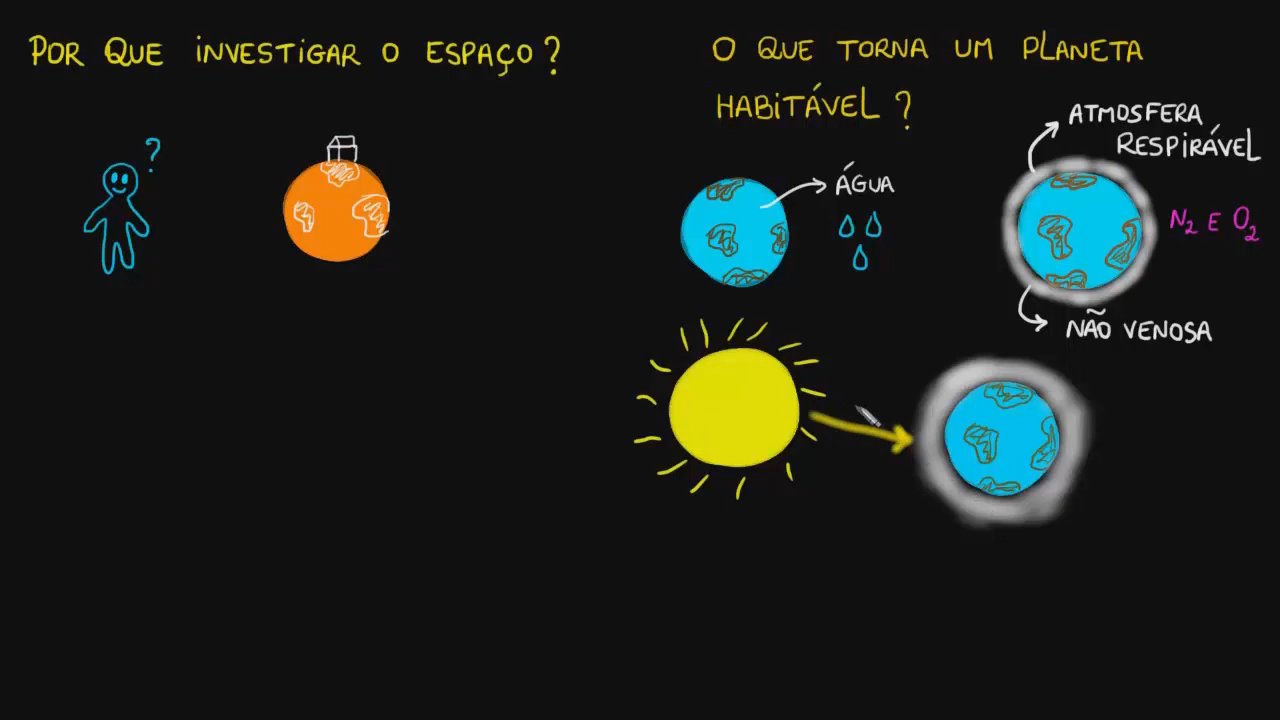 POR QUE INVESTIGAR O ESPAÇO?
?
O QUE TORNA UM PLANETA
HABITÁVEL?
ÁGUA
ATMOSFERA
RESPIRÁVEL
N₂ E O₂
NÃO VENOSA